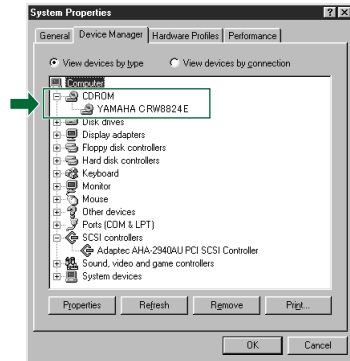 System Properties
General Device Manager Hardware Profiles Performance
View devices by type View devices by connection
Computer
CDROM
YAMAHA CRW8824E
Disk drives
Display adapters
Floppy disk controllers
Hard disk controllers
Keyboard
Monitor
Mouse
Other devices
Ports (COM & LPT)
SCSI controllers
Adaptec AHA-2940AU PCI SCSI Controller
Sound, video and game controllers
System devices
Properties Refresh Remove Print...
OK Cancel